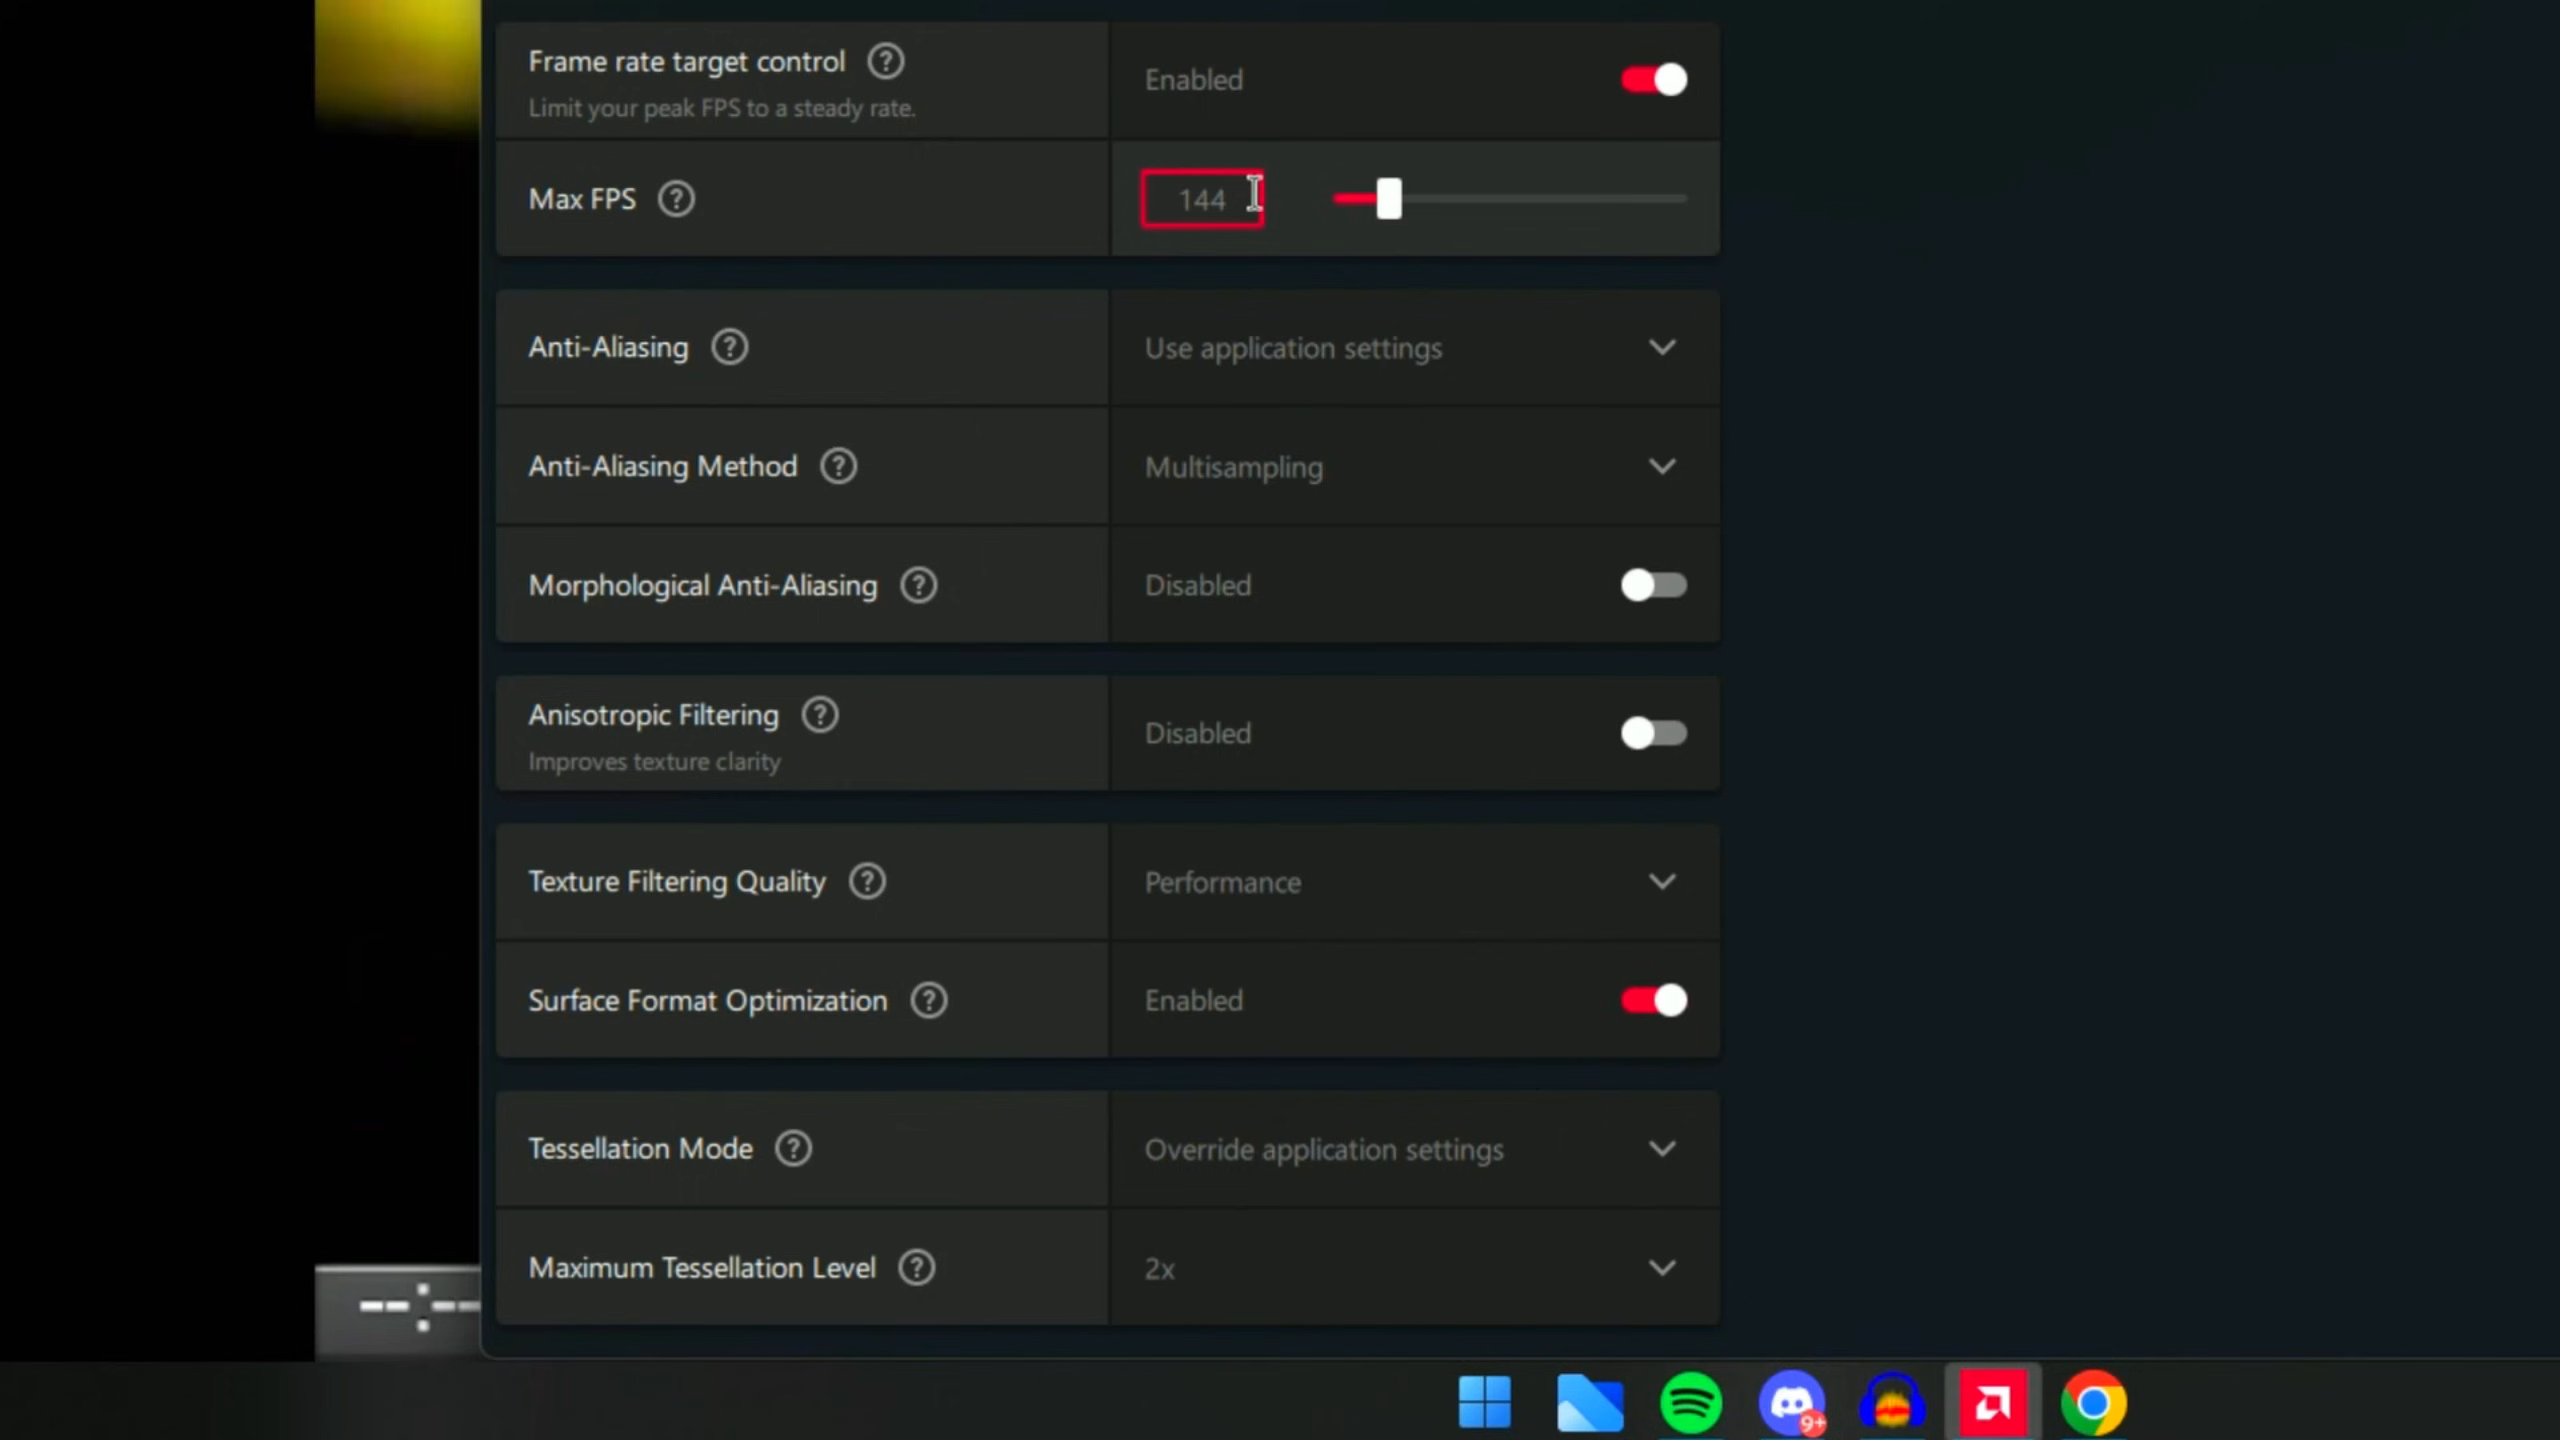 Frame rate target control
Enabled
Limit your peak FPS to a steady rate.
Max FPS
144
Anti-Aliasing
Use application settings
Anti-Aliasing Method
Multisampling
Morphological Anti-Aliasing
Disabled
Anisotropic Filtering
Disabled
Improves texture clarity
Texture Filtering Quality
Performance
Surface Format Optimization
Enabled
Tessellation Mode
Override application settings
Maximum Tessellation Level
2x
9+